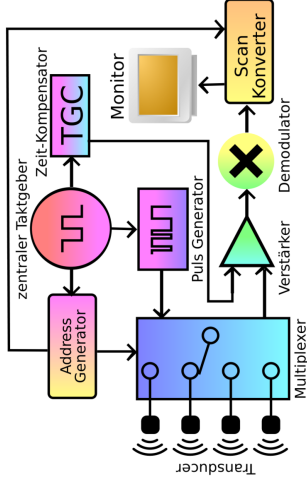 Zeit-Kompensator
TGC
zentraler Taktgeber
Address
Generator
Monitor
Scan
Konverter
Demodulator
Puls Generator
Verstärker
Multiplexer
Transducer